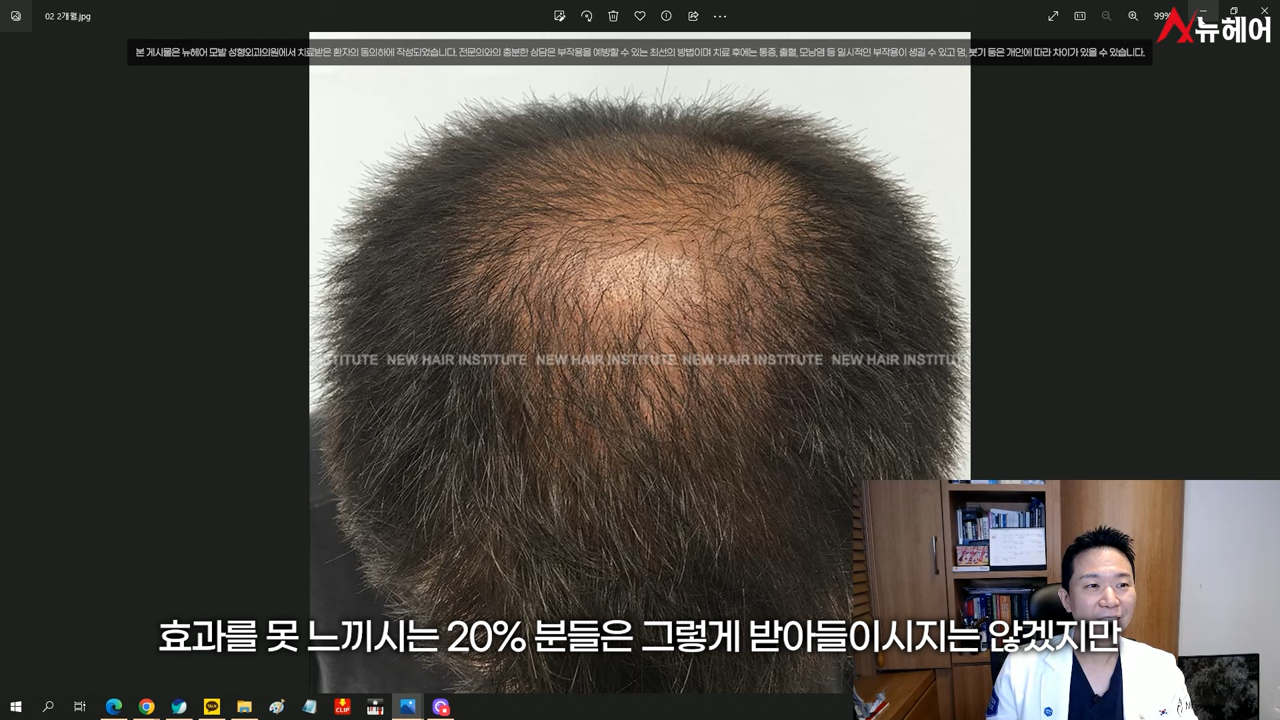 02 2개월.jpg
99%
뉴헤어
본 게시물은 뉴헤어 모발 성형외과의원에서 치료받은 환자의 동의하에 작성되었습니다. 전문의와의 충분한 상담은 부작용을 예방할 수 있는 최선의 방법이며 치료 후에는 통증, 출혈, 모낭염 등 일시적인 부작용이 생길 수 있고 멍, 붓기 등은 개인에 따라 차이가 있을 수 있습니다.
NEW HAIR INSTITUTE NEW HAIR INSTITUTE NEW HAIR INSTITUTE
효과를 못 느끼시는 20% 분들은 그렇게 받아들이시지는 않겠지만
TALK
CLIP